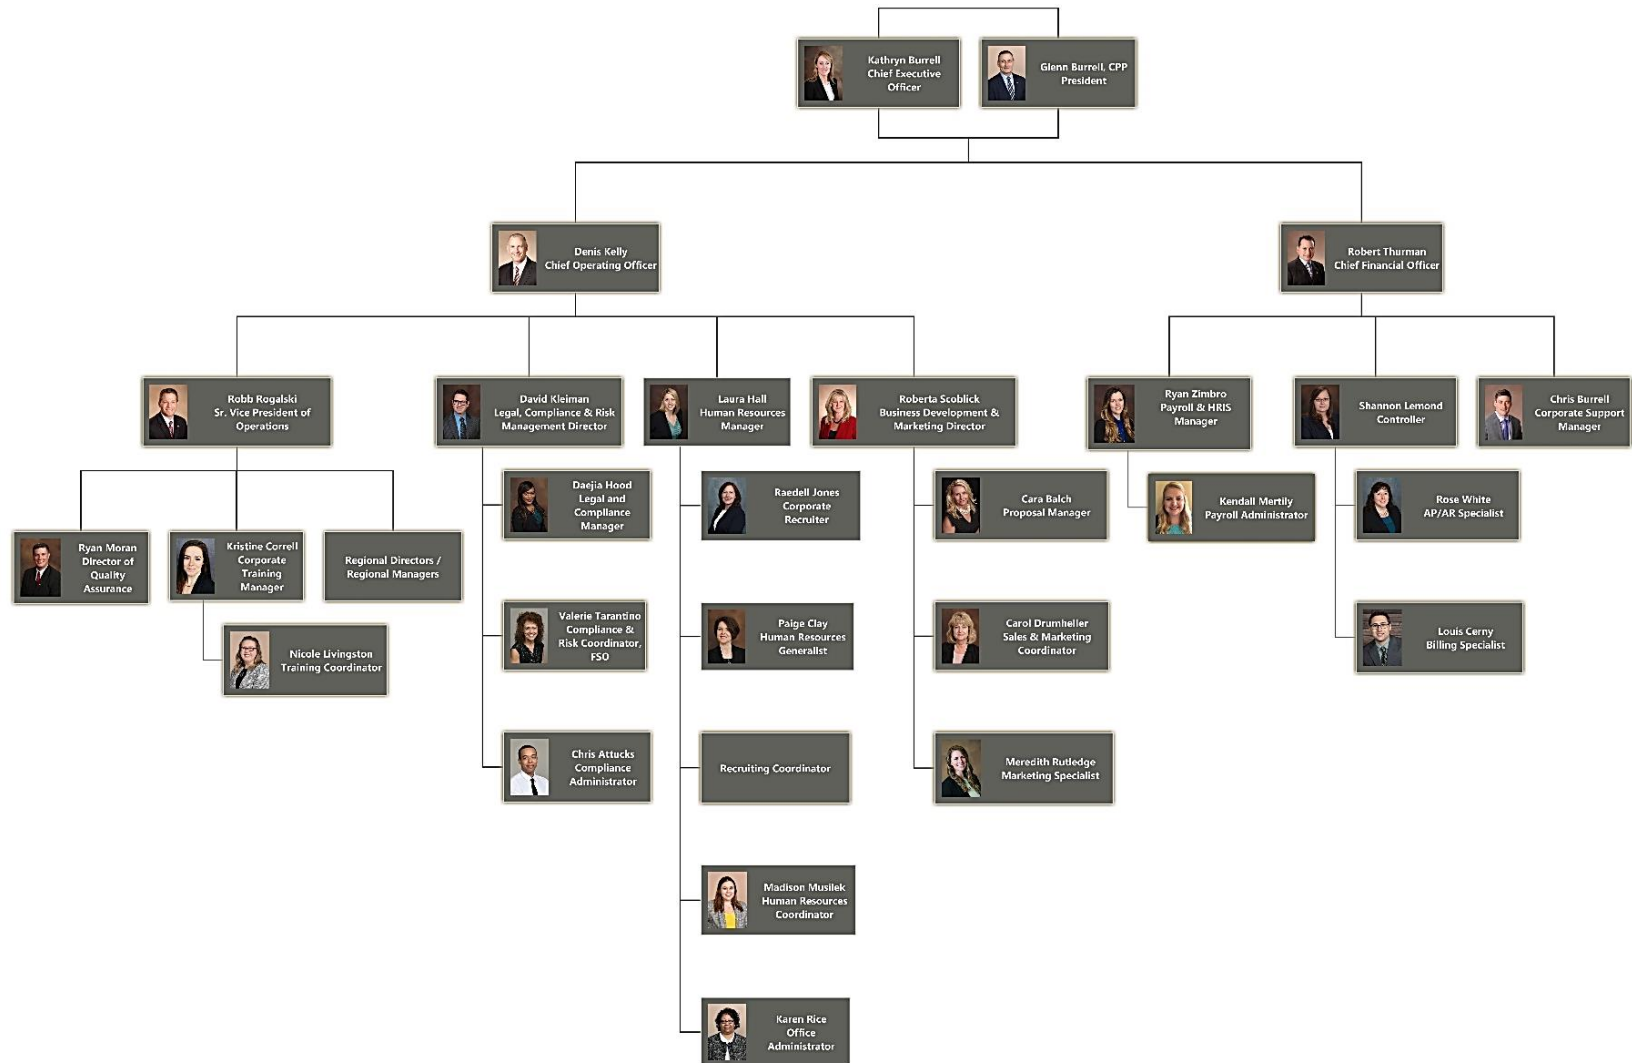 Kathryn Burrell
Chief Executive
Officer
Glenn Burrell, CPP
President
Denis Kelly
Chief Operating Officer
Robert Thurman
Chief Financial Officer
Robb Rogalski
Sr. Vice President of
Operations
David Kleiman
Legal, Compliance & Risk
Management Director
Laura Hall
Human Resources
Manager
Roberta Scoblick
Business Development &
Marketing Director
Ryan Zimbro
Payroll & HRIS
Manager
Shannon Lemond
Controller
Chris Burrell
Corporate Support
Manager
Ryan Moran
Director of
Quality
Assurance
Kristine Correll
Corporate
Training
Manager
Regional Directors /
Regional Managers
Nicole Livingston
Training Coordinator
Daejia Hood
Legal and
Compliance
Manager
Valerie Tarantino
Compliance &
Risk Coordinator,
FSO
Chris Attucks
Compliance
Administrator
Raedell Jones
Corporate
Recruiter
Paige Clay
Human Resources
Generalist
Recruiting Coordinator
Madison Musilek
Human Resources
Coordinator
Karen Rice
Office
Administrator
Cara Balch
Proposal Manager
Carol Drumheller
Sales & Marketing
Coordinator
Meredith Rutledge
Marketing Specialist
Kendall Mertily
Payroll Administrator
Rose White
AP/AR Specialist
Louis Cerny
Billing Specialist